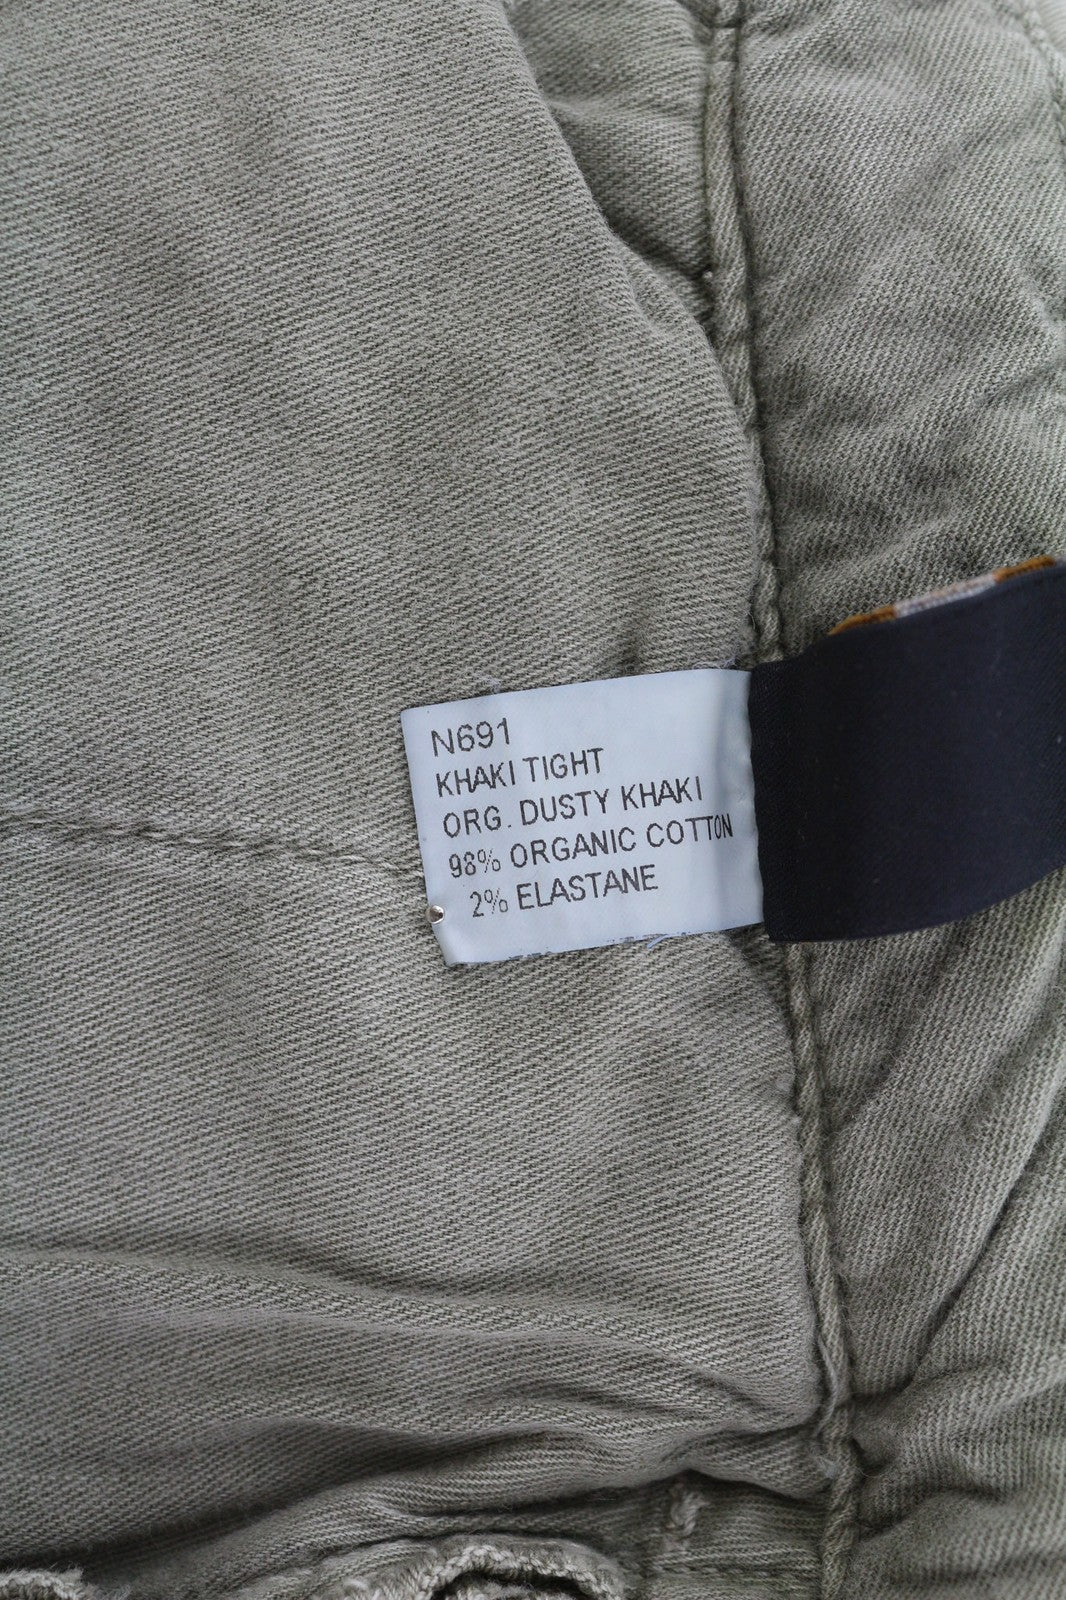 N691
KHAKI TIGHT
ORG. DUSTY KHAKI
98% ORGANIC COTTON
2% ELASTANE